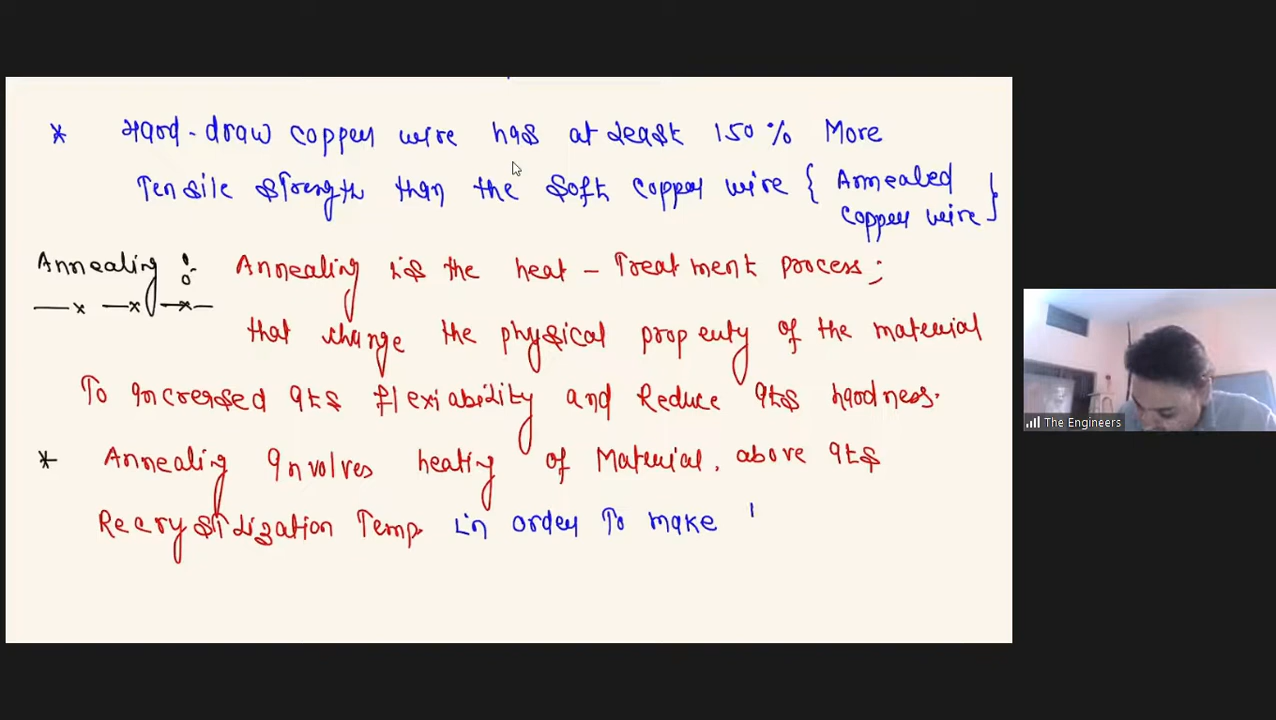 * Hard-draw copper wire has at least 150% More
Tensile strength than the soft copper wire { Annealed
copper wire }
Annealing : Annealing is the heat - Treatment process;
that change the physical property of the material
To increased its flexiability and Reduce its hardness.
* Annealing involves heating of Material, above its
Recrystallization Temp. in order To make
The Engineers